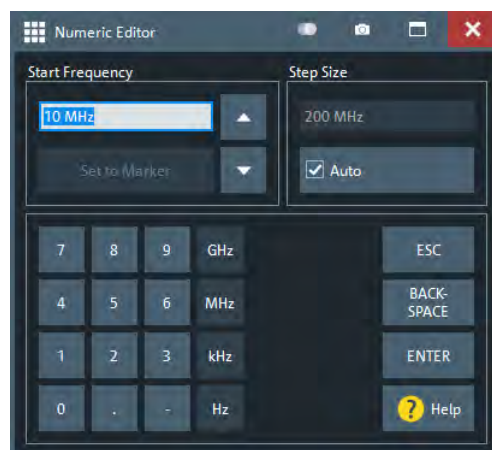 Numeric Editor
Start Frequency
Step Size
10 MHz
200 MHz
Set to Marker
Auto
7 8 9 GHz ESC
4 5 6 MHz BACK-
SPACE
1 2 3 kHz ENTER
0 . - Hz ? Help